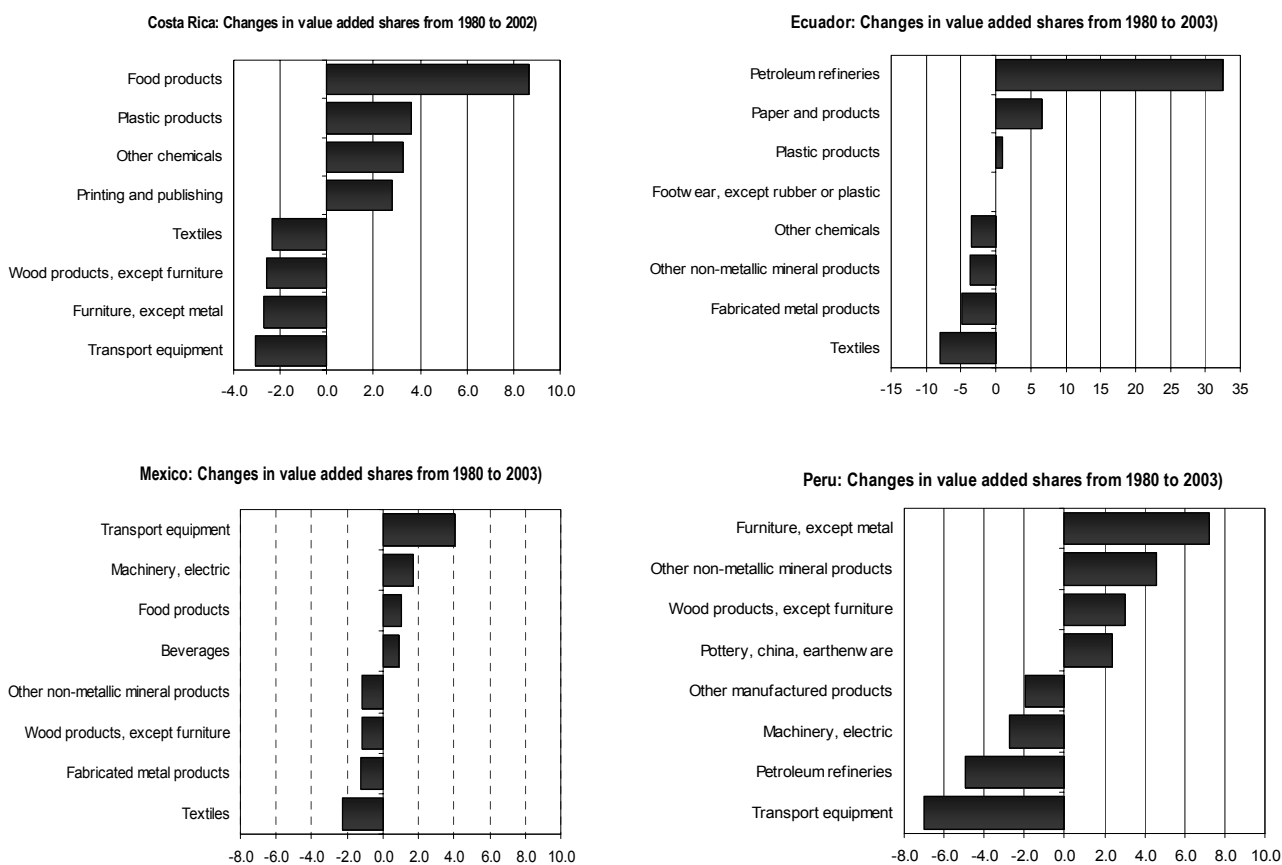 Costa Rica: Changes in value added shares from 1980 to 2002)
Food products
Plastic products
Other chemicals
Printing and publishing
Textiles
Wood products, except furniture
Furniture, except metal
Transport equipment
-4.0 -2.0 0.0 2.0 4.0 6.0 8.0 10.0
Ecuador: Changes in value added shares from 1980 to 2003)
Petroleum refineries
Paper and products
Plastic products
Footwear, except rubber or plastic
Other chemicals
Other non-metallic mineral products
Fabricated metal products
Textiles
-15 -10 -5 0 5 10 15 20 25 30 35
Mexico: Changes in value added shares from 1980 to 2003)
Transport equipment
Machinery, electric
Food products
Beverages
Other non-metallic mineral products
Wood products, except furniture
Fabricated metal products
Textiles
-8.0 -6.0 -4.0 -2.0 0.0 2.0 4.0 6.0 8.0 10.0
Peru: Changes in value added shares from 1980 to 2003)
Furniture, except metal
Other non-metallic mineral products
Wood products, except furniture
Pottery, china, earthenware
Other manufactured products
Machinery, electric
Petroleum refineries
Transport equipment
-8.0 -6.0 -4.0 -2.0 0.0 2.0 4.0 6.0 8.0 10.0